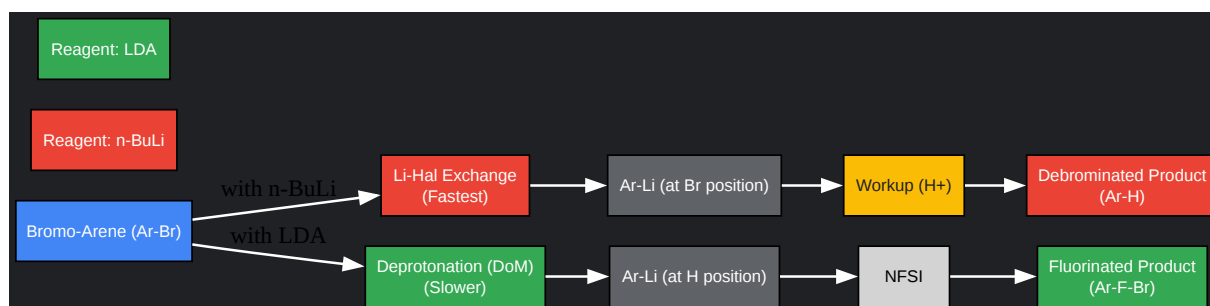 Reagent: LDA
Reagent: n-BuLi
Bromo-Arene (Ar-Br)
with n-BuLi
with LDA
Li-Hal Exchange
(Fastest)
Ar-Li (at Br position)
Workup (H+)
Debrominated Product
(Ar-H)
Deprotonation (DoM)
(Slower)
Ar-Li (at H position)
NFSI
Fluorinated Product
(Ar-F-Br)